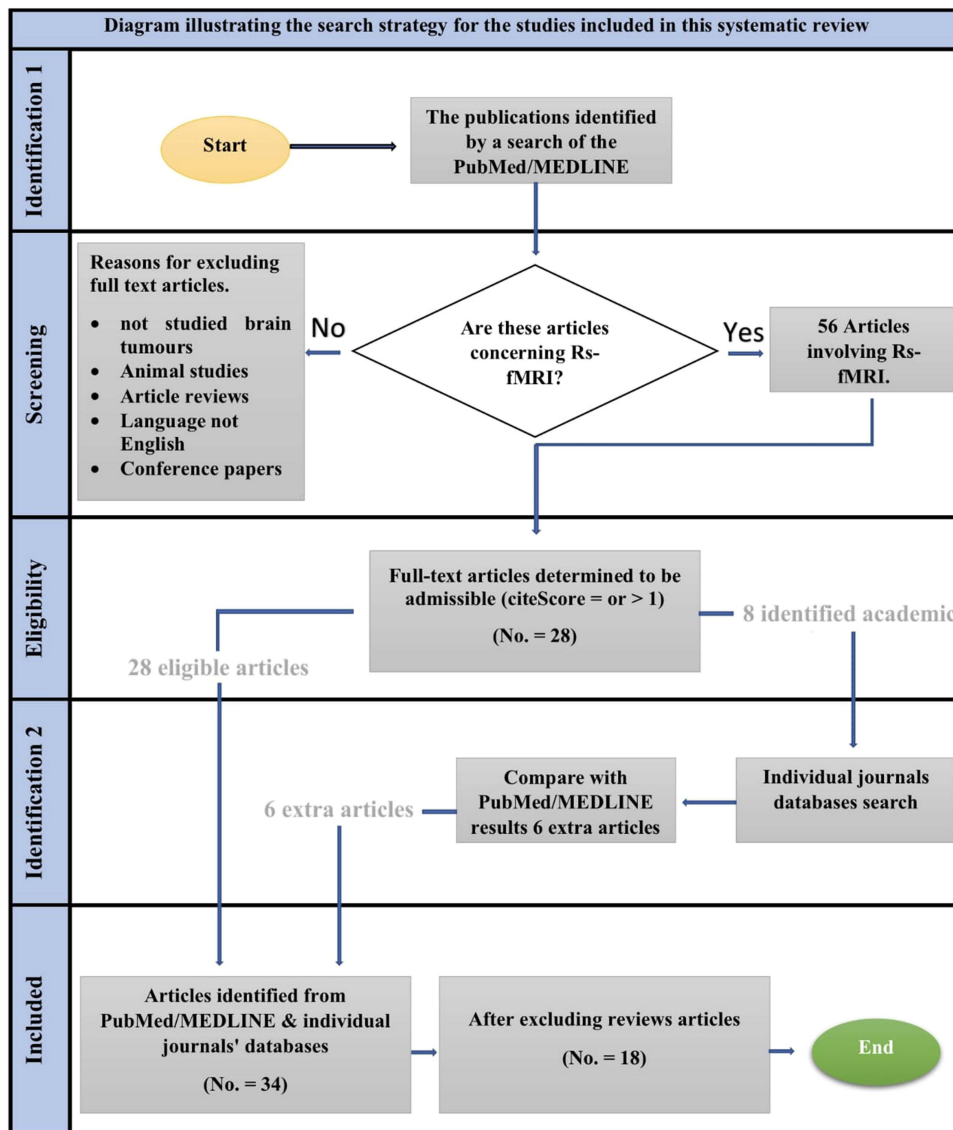 Diagram illustrating the search strategy for the studies included in this systematic review
Identification 1
Start
The publications identified
by a search of the
PubMed/MEDLINE
Screening
Reasons for excluding
full text articles.
• not studied brain
tumours
• Animal studies
• Article reviews
• Language not
English
• Conference papers
No
Are these articles
concerning Rs-
fMRI?
Yes
56 Articles
involving Rs-
fMRI.
Eligibility
Full-text articles determined to be
admissible (citeScore = or > 1)
(No. = 28)
8 identified academic
28 eligible articles
Identification 2
6 extra articles
Compare with
PubMed/MEDLINE
results 6 extra articles
Individual journals
databases search
Included
Articles identified from
PubMed/MEDLINE & individual
journals' databases
(No. = 34)
After excluding reviews articles
(No. = 18)
End